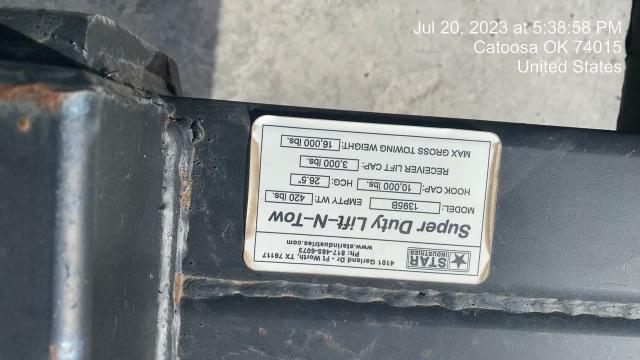 Jul 20, 2023 at 5:38:58 PM
Catoosa OK 74015
United States
STAR
INDUSTRIES
4101 Garland Dr - Ft Worth, TX 76117
Ph: 817-485-6073
www.starindustries.com
Super Duty Lift-N-Tow
MODEL: 1395B EMPTY WT: 420 lbs.
HOOK CAP: 10,000 lbs. HCG: 26.5"
RECEIVER LIFT CAP: 3,000 lbs.
MAX GROSS TOWING WEIGHT: 16,000 lbs.